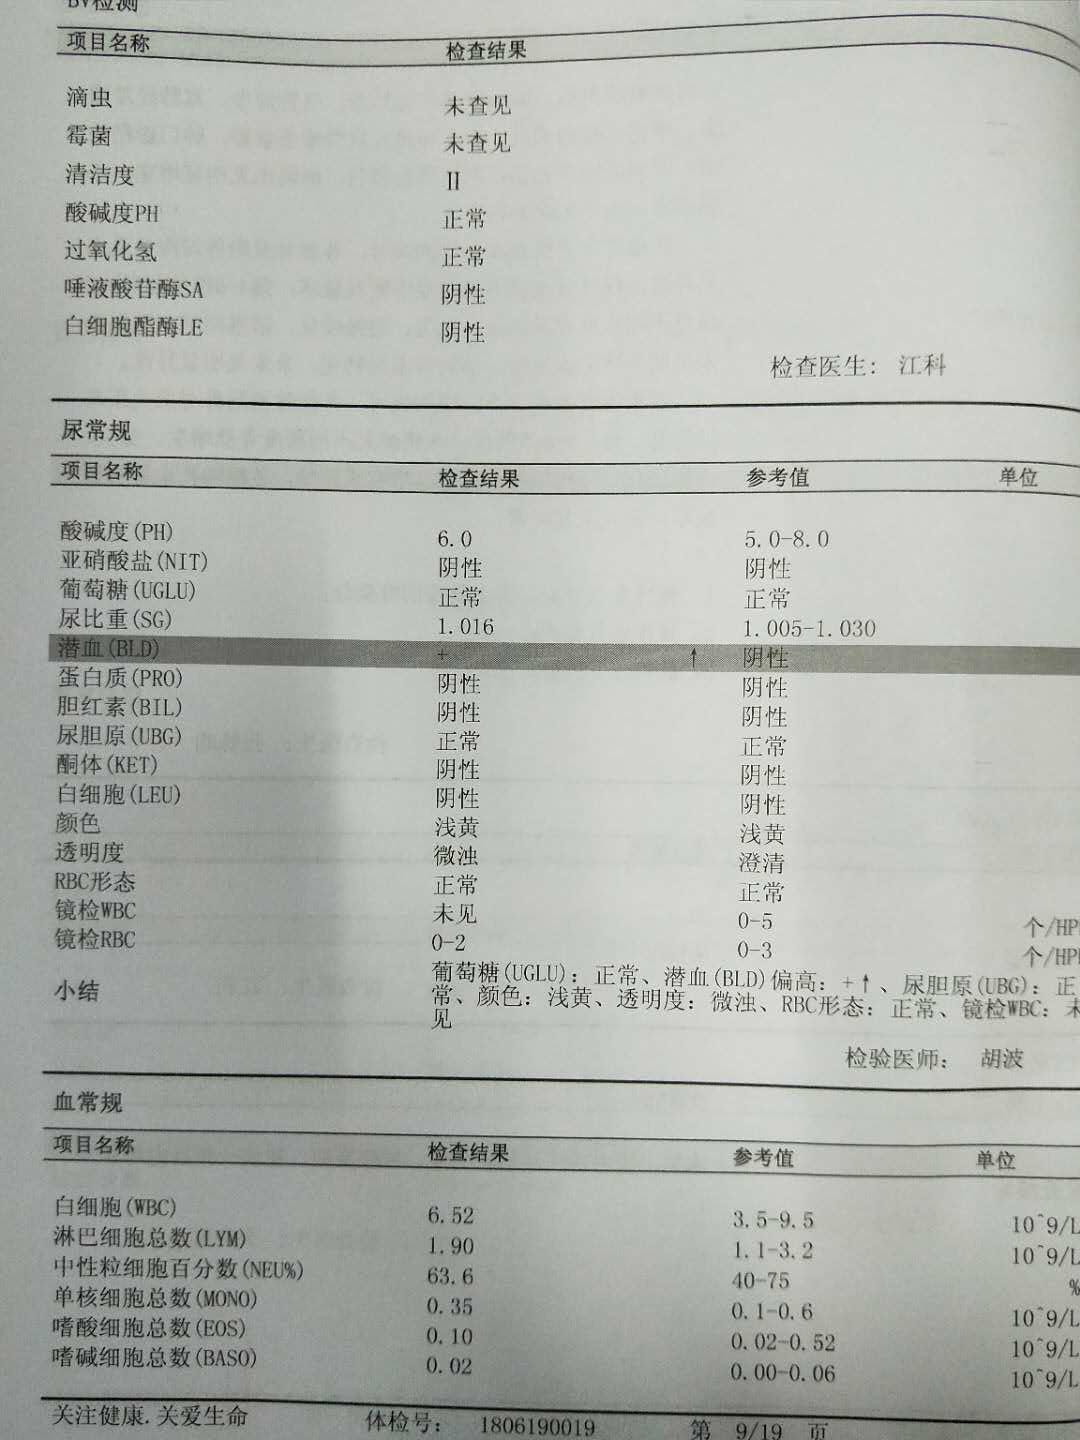 BV检测
项目名称 检查结果
滴虫 未查见
霉菌 未查见
清洁度 II
酸碱度PH 正常
过氧化氢 正常
唾液酸苷酶SA 阴性
白细胞酯酶LE 阴性
检查医生: 江科
尿常规
项目名称 检查结果 参考值 单位
酸碱度(PH) 6.0 5.0-8.0
亚硝酸盐(NIT) 阴性 阴性
葡萄糖(UGLU) 正常 正常
尿比重(SG) 1.016 1.005-1.030
潜血(BLD) + ↑ 阴性
蛋白质(PRO) 阴性 阴性
胆红素(BIL) 阴性 阴性
尿胆原(UBG) 正常 正常
酮体(KET) 阴性 阴性
白细胞(LEU) 阴性 阴性
颜色 浅黄 浅黄
透明度 微浊 澄清
RBC形态 正常 正常
镜检WBC 未见 0-5 个/HP
镜检RBC 0-2 0-3 个/HP
小结 葡萄糖(UGLU): 正常、潜血(BLD)偏高: +↑、尿胆原(UBG): 正
常、颜色: 浅黄、透明度: 微浊、RBC形态: 正常、镜检WBC: 未
见
检验医师: 胡波
血常规
项目名称 检查结果 参考值 单位
白细胞(WBC) 6.52 3.5-9.5 10^9/L
淋巴细胞总数(LYM) 1.90 1.1-3.2 10^9/L
中性粒细胞百分数(NEU%) 63.6 40-75 %
单核细胞总数(MONO) 0.35 0.1-0.6 10^9/L
嗜酸细胞总数(EOS) 0.10 0.02-0.52 10^9/L
嗜碱细胞总数(BASO) 0.02 0.00-0.06 10^9/L
关注健康.关爱生命 体检号: 1806190019 第 9/19 页